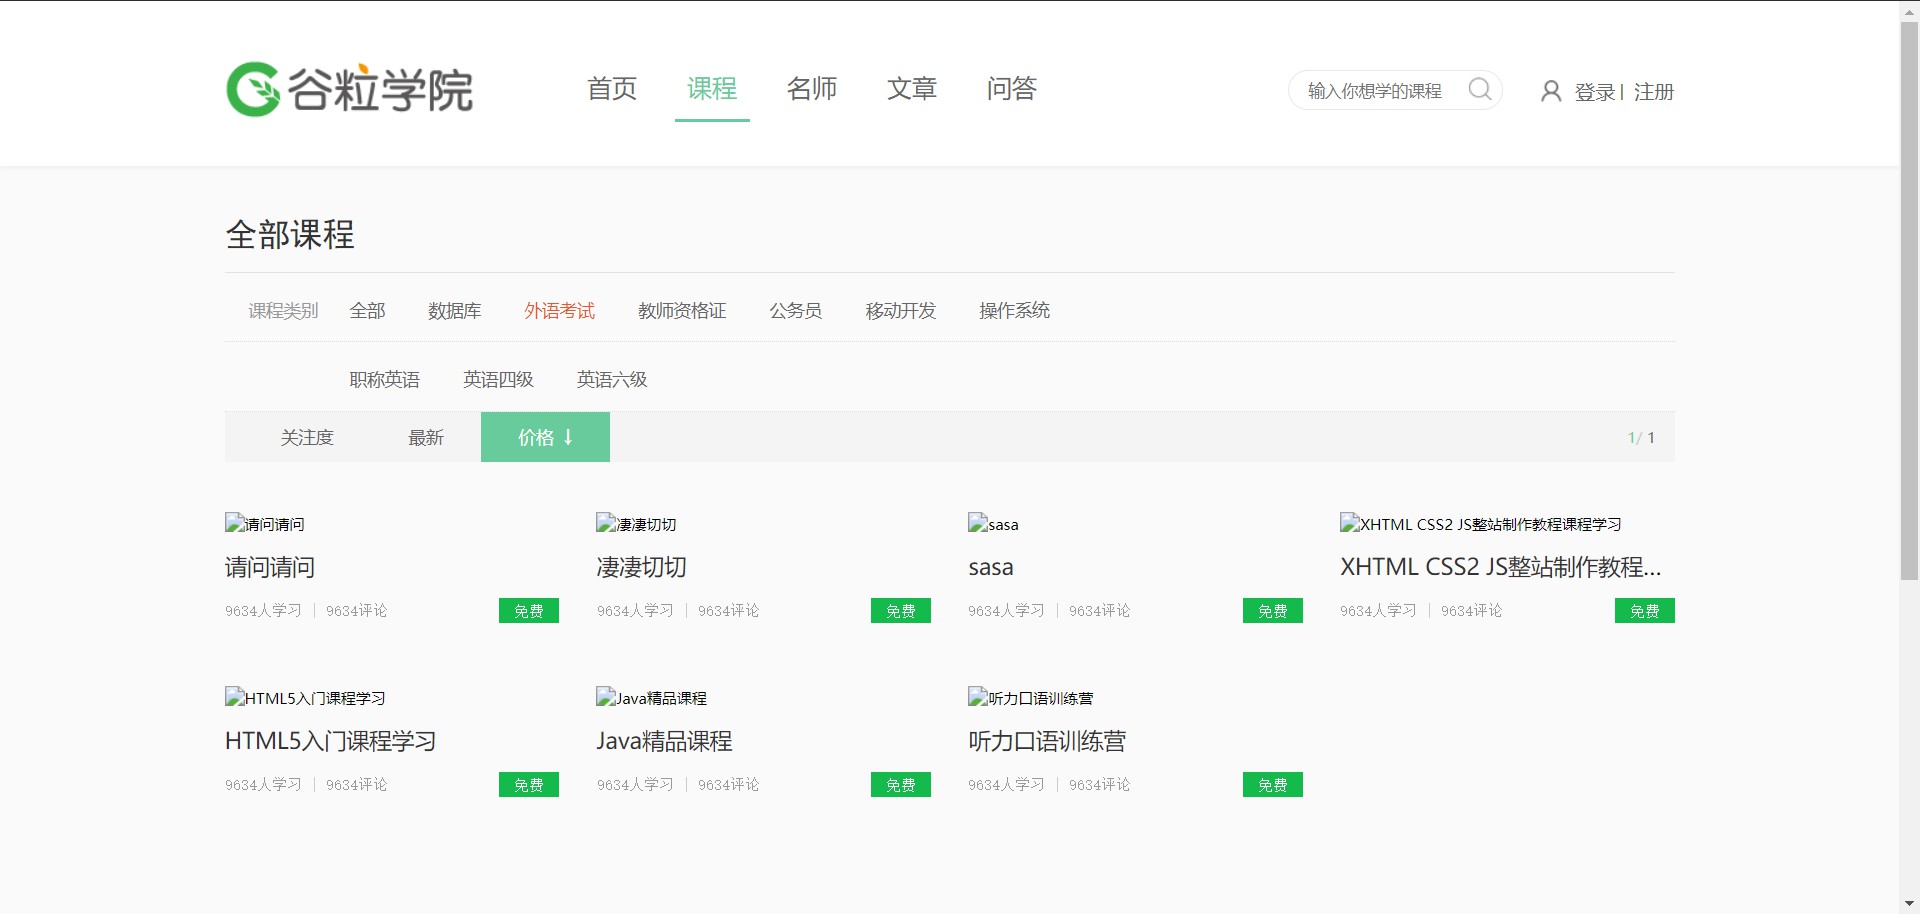 谷粒学院 首页 课程 名师 文章 问答 输入你想学的课程 登录 | 注册
全部课程
课程类别 全部 数据库 外语考试 教师资格证 公务员 移动开发 操作系统
职称英语 英语四级 英语六级
关注度 最新 价格 ↓ 1/ 1
请问请问 凄凄切切 sasa XHTML CSS2 JS整站制作教程课程学习
请问请问 凄凄切切 sasa XHTML CSS2 JS整站制作教程...
9634人学习 | 9634评论 免费 9634人学习 | 9634评论 免费 9634人学习 | 9634评论 免费 9634人学习 | 9634评论 免费
HTML5入门课程学习 Java精品课程 听力口语训练营
HTML5入门课程学习 Java精品课程 听力口语训练营
9634人学习 | 9634评论 免费 9634人学习 | 9634评论 免费 9634人学习 | 9634评论 免费